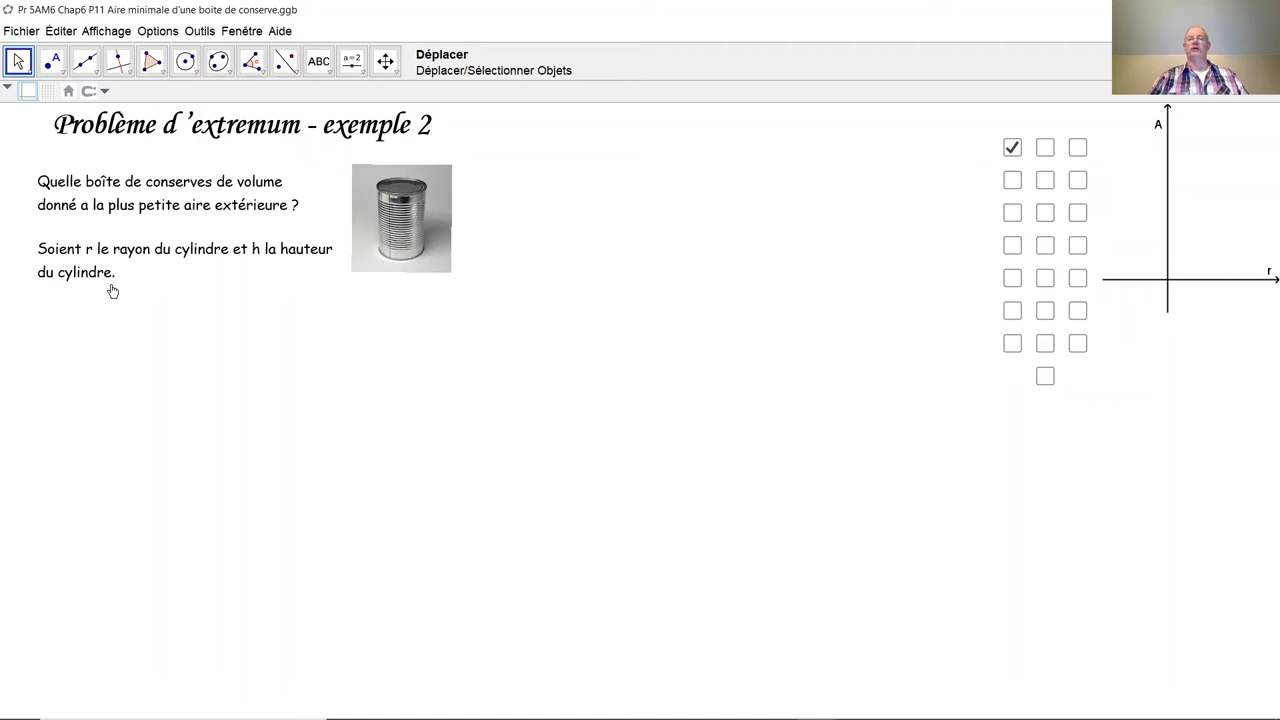 Pr 5AM6 Chap6 P11 Aire minimale d'une boite de conserve.ggb
Fichier Éditer Affichage Options Outils Fenêtre Aide
A
ABC
a=2
Déplacer
Déplacer/Sélectionner Objets
Problème d 'extremum - exemple 2
A
Quelle boîte de conserves de volume
donné a la plus petite aire extérieure ?
Soient r le rayon du cylindre et h la hauteur
du cylindre.
r